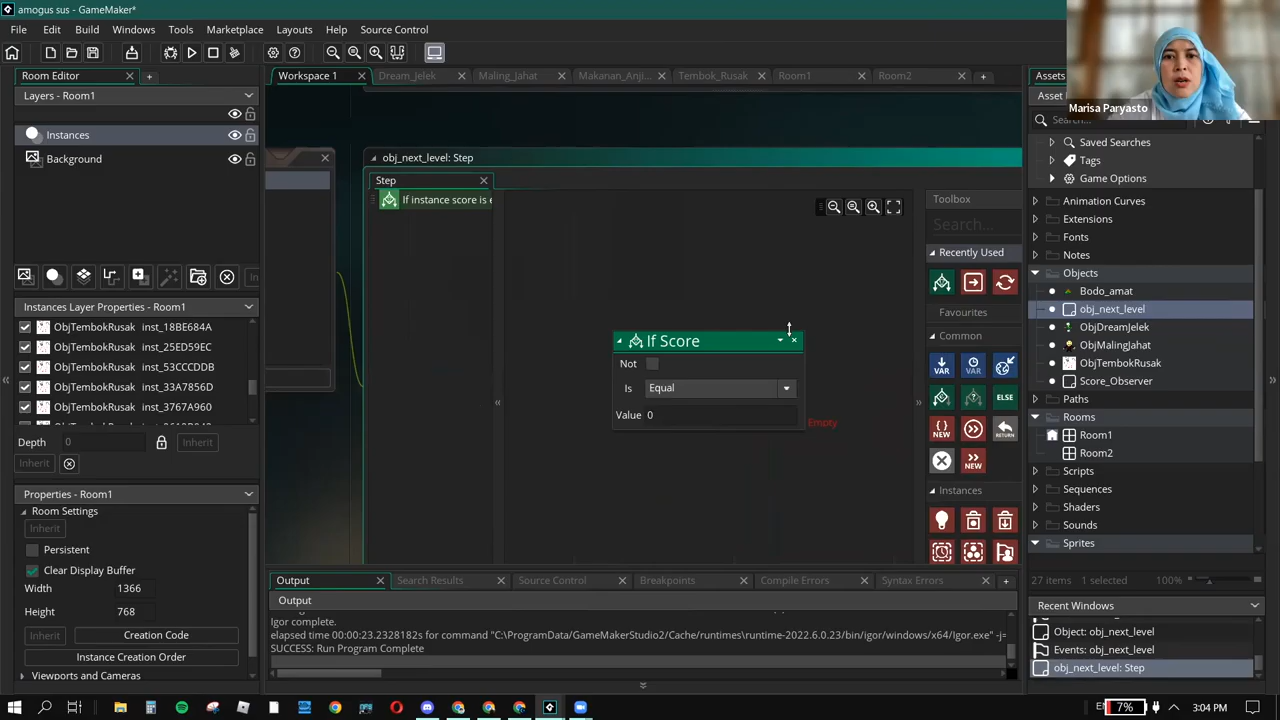 amogus sus - GameMaker*
File Edit Build Windows Tools Marketplace Layouts Help Source Control
Room Editor
Workspace 1
Dream_Jelek
Maling_Jahat
Makanan_Anji...
Tembok_Rusak
Room1
Room2
Marisa Paryasto
Layers - Room1
Instances
Background
Instances Layer Properties - Room1
ObjTembokRusak inst_18BE684A
ObjTembokRusak inst_25ED59EC
ObjTembokRusak inst_53CCCDDB
ObjTembokRusak inst_33A7856D
ObjTembokRusak inst_3767A960
Depth 0 Inherit
Inherit
Properties - Room1
Room Settings
Inherit
Persistent
Clear Display Buffer
Width 1366
Height 768
Inherit Creation Code
Instance Creation Order
Viewports and Cameras
obj_next_level: Step
Step
If instance score is e
If Score
Not
Is Equal
Value 0
Empty
Toolbox
Search...
Recently Used
Favourites
Common
VAR
VAR
ELSE
NEW
RETURN
NEW
Instances
Output
Search Results
Source Control
Breakpoints
Compile Errors
Syntax Errors
Output
Igor complete.
elapsed time 00:00:23.2328182s for command "C:\ProgramData/GameMakerStudio2/Cache/runtimes\runtime-2022.6.0.23/bin/igor/windows/x64/Igor.exe" -j=
SUCCESS: Run Program Complete
Assets
Asset
Search...
Saved Searches
Tags
Game Options
Animation Curves
Extensions
Fonts
Notes
Objects
Bodo_amat
obj_next_level
ObjDreamJelek
ObjMalingJahat
ObjTembokRusak
Score_Observer
Paths
Rooms
Room1
Room2
Scripts
Sequences
Shaders
Sounds
Sprites
27 items 1 selected 100%
Recent Windows
Object: obj_next_level
Events: obj_next_level
obj_next_level: Step
7% 3:04 PM